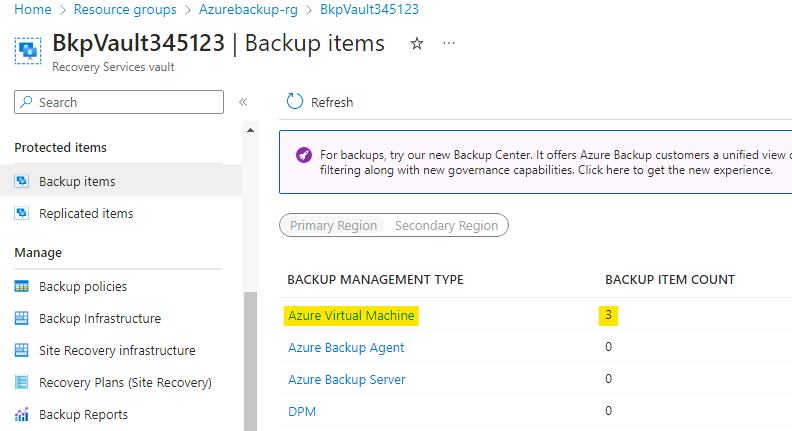 Home > Resource groups > Azurebackup-rg > BkpVault345123
BkpVault345123 | Backup items ☆ ···
Recovery Services vault
Search «
Refresh
Protected items
Backup items
Replicated items
Manage
Backup policies
Backup Infrastructure
Site Recovery infrastructure
Recovery Plans (Site Recovery)
Backup Reports
For backups, try our new Backup Center. It offers Azure Backup customers a unified view
filtering along with new governance capabilities. Click here to get the new experience.
Primary Region Secondary Region
BACKUP MANAGEMENT TYPE BACKUP ITEM COUNT
Azure Virtual Machine 3
Azure Backup Agent 0
Azure Backup Server 0
DPM 0